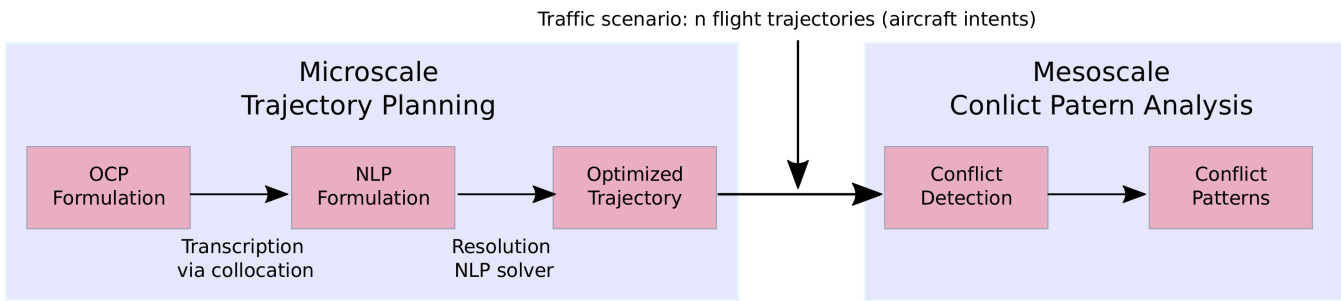 Traffic scenario: n flight trajectories (aircraft intents)
Microscale
Trajectory Planning
OCP
Formulation
NLP
Formulation
Optimized
Trajectory
Transcription
via collocation
Resolution
NLP solver
Mesoscale
Conlict Patern Analysis
Conflict
Detection
Conflict
Patterns